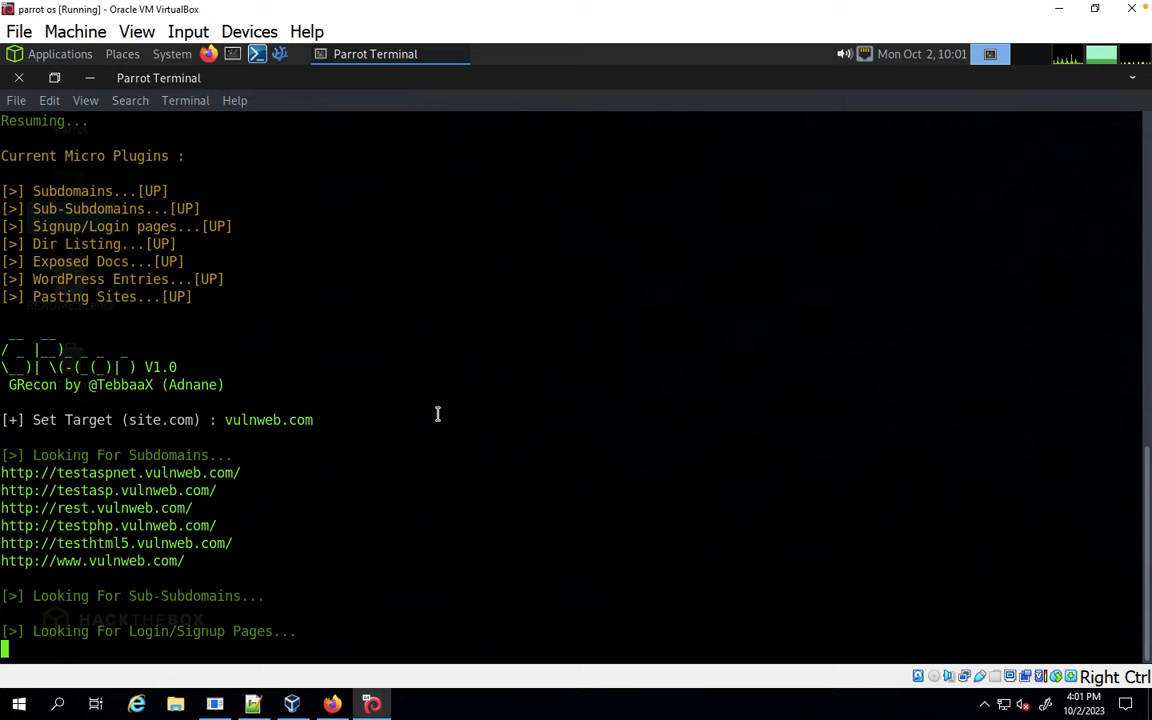 parrot os [Running] - Oracle VM VirtualBox
File Machine View Input Devices Help
Applications Places System Parrot Terminal Mon Oct 2, 10:01
Parrot Terminal
File Edit View Search Terminal Help
Resuming...
Current Micro Plugins :
[>] Subdomains...[UP]
[>] Sub-Subdomains...[UP]
[>] Signup/Login pages...[UP]
[>] Dir Listing...[UP]
[>] Exposed Docs...[UP]
[>] WordPress Entries...[UP]
[>] Pasting Sites...[UP]
V1.0
GRecon by @TebbaaX (Adnane)
[+] Set Target (site.com) : vulnweb.com
[>] Looking For Subdomains...
http://testaspnet.vulnweb.com/
http://testasp.vulnweb.com/
http://rest.vulnweb.com/
http://testphp.vulnweb.com/
http://testhtml5.vulnweb.com/
http://www.vulnweb.com/
[>] Looking For Sub-Subdomains...
HACKTHEBOX
[>] Looking For Login/Signup Pages...
Right Ctrl
4:01 PM
10/2/2023